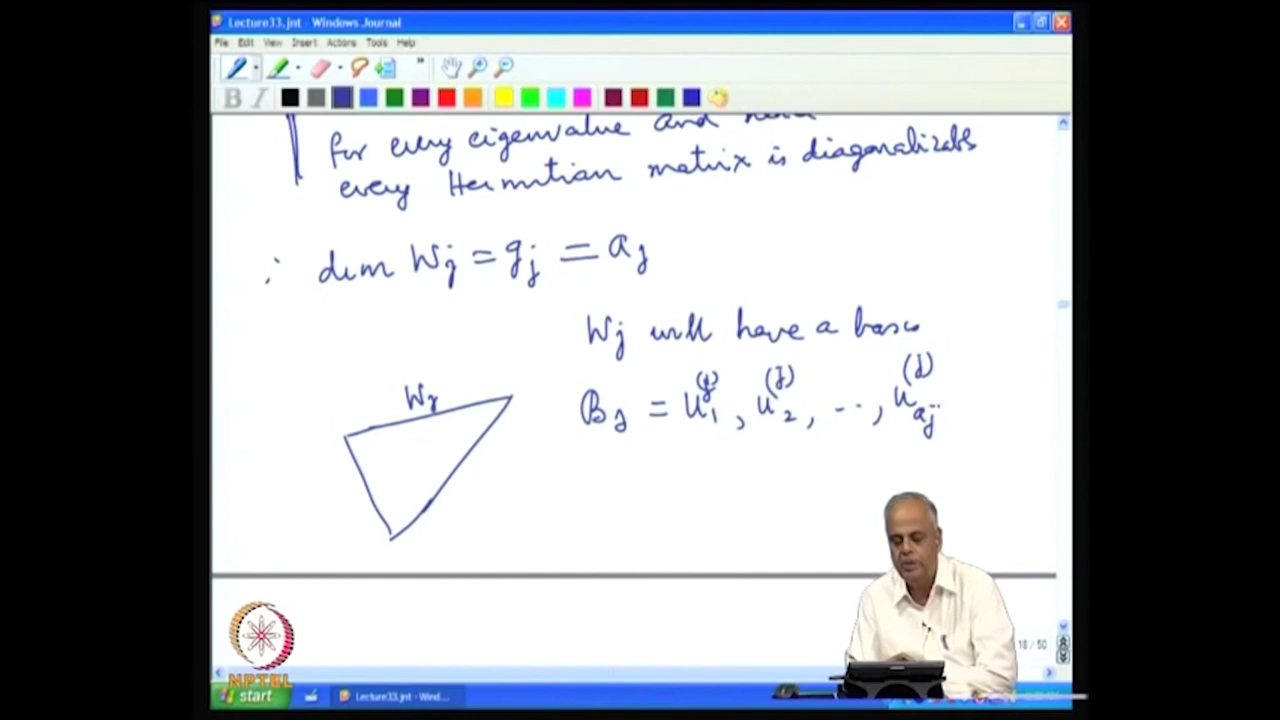 Lecture33.jnt - Windows Journal
File Edit View Insert Actions Tools Help
B I
for every eigenvalue and
every Hermitian matrix is diagonalizable
∴ dim Wj = gj = aj
Wj will have a basis
Wj
Bj = u1^(j), u2^(j), ..., u_aj^(j)
18 / 50
NPTEL
start
Lecture33.jnt - Wind...